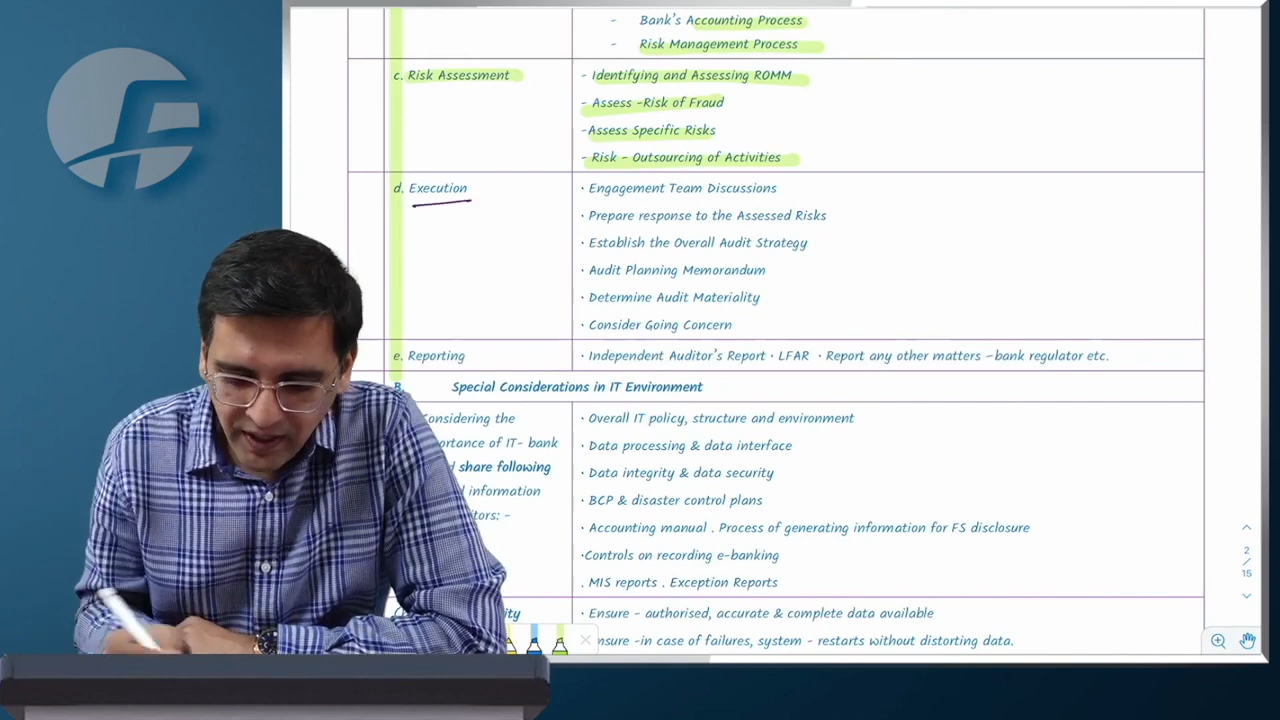 - Bank's Accounting Process
- Risk Management Process
c. Risk Assessment
- Identifying and Assessing ROMM
- Assess -Risk of Fraud
-Assess Specific Risks
- Risk - Outsourcing of Activities
d. Execution
· Engagement Team Discussions
· Prepare response to the Assessed Risks
· Establish the Overall Audit Strategy
· Audit Planning Memorandum
· Determine Audit Materiality
· Consider Going Concern
e. Reporting
· Independent Auditor's Report · LFAR · Report any other matters -bank regulator etc.
B. Special Considerations in IT Environment
Considering the
IT- bank
share following
information
· Overall IT policy, structure and environment
· Data processing & data interface
· Data integrity & data security
· BCP & disaster control plans
· Accounting manual . Process of generating information for FS disclosure
·Controls on recording e-banking
. MIS reports . Exception Reports
· Ensure - authorised, accurate & complete data available
-in case of failures, system - restarts without distorting data.
2
/
15